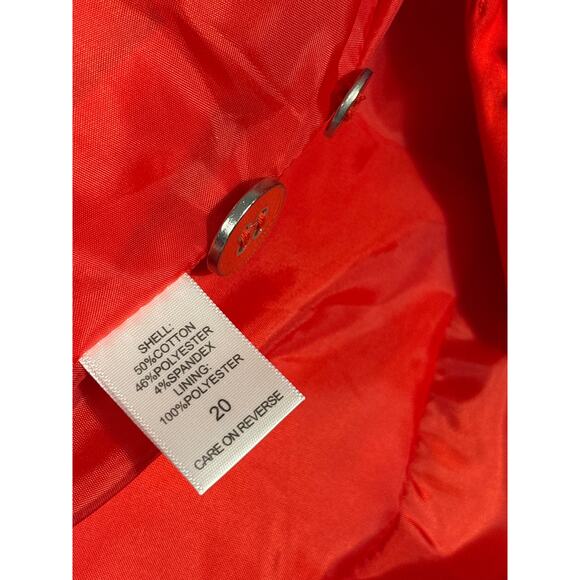 SHELL:
50%COTTON
46%POLYESTER
4%SPANDEX
LINING:
100%POLYESTER
20
CARE ON REVERSE